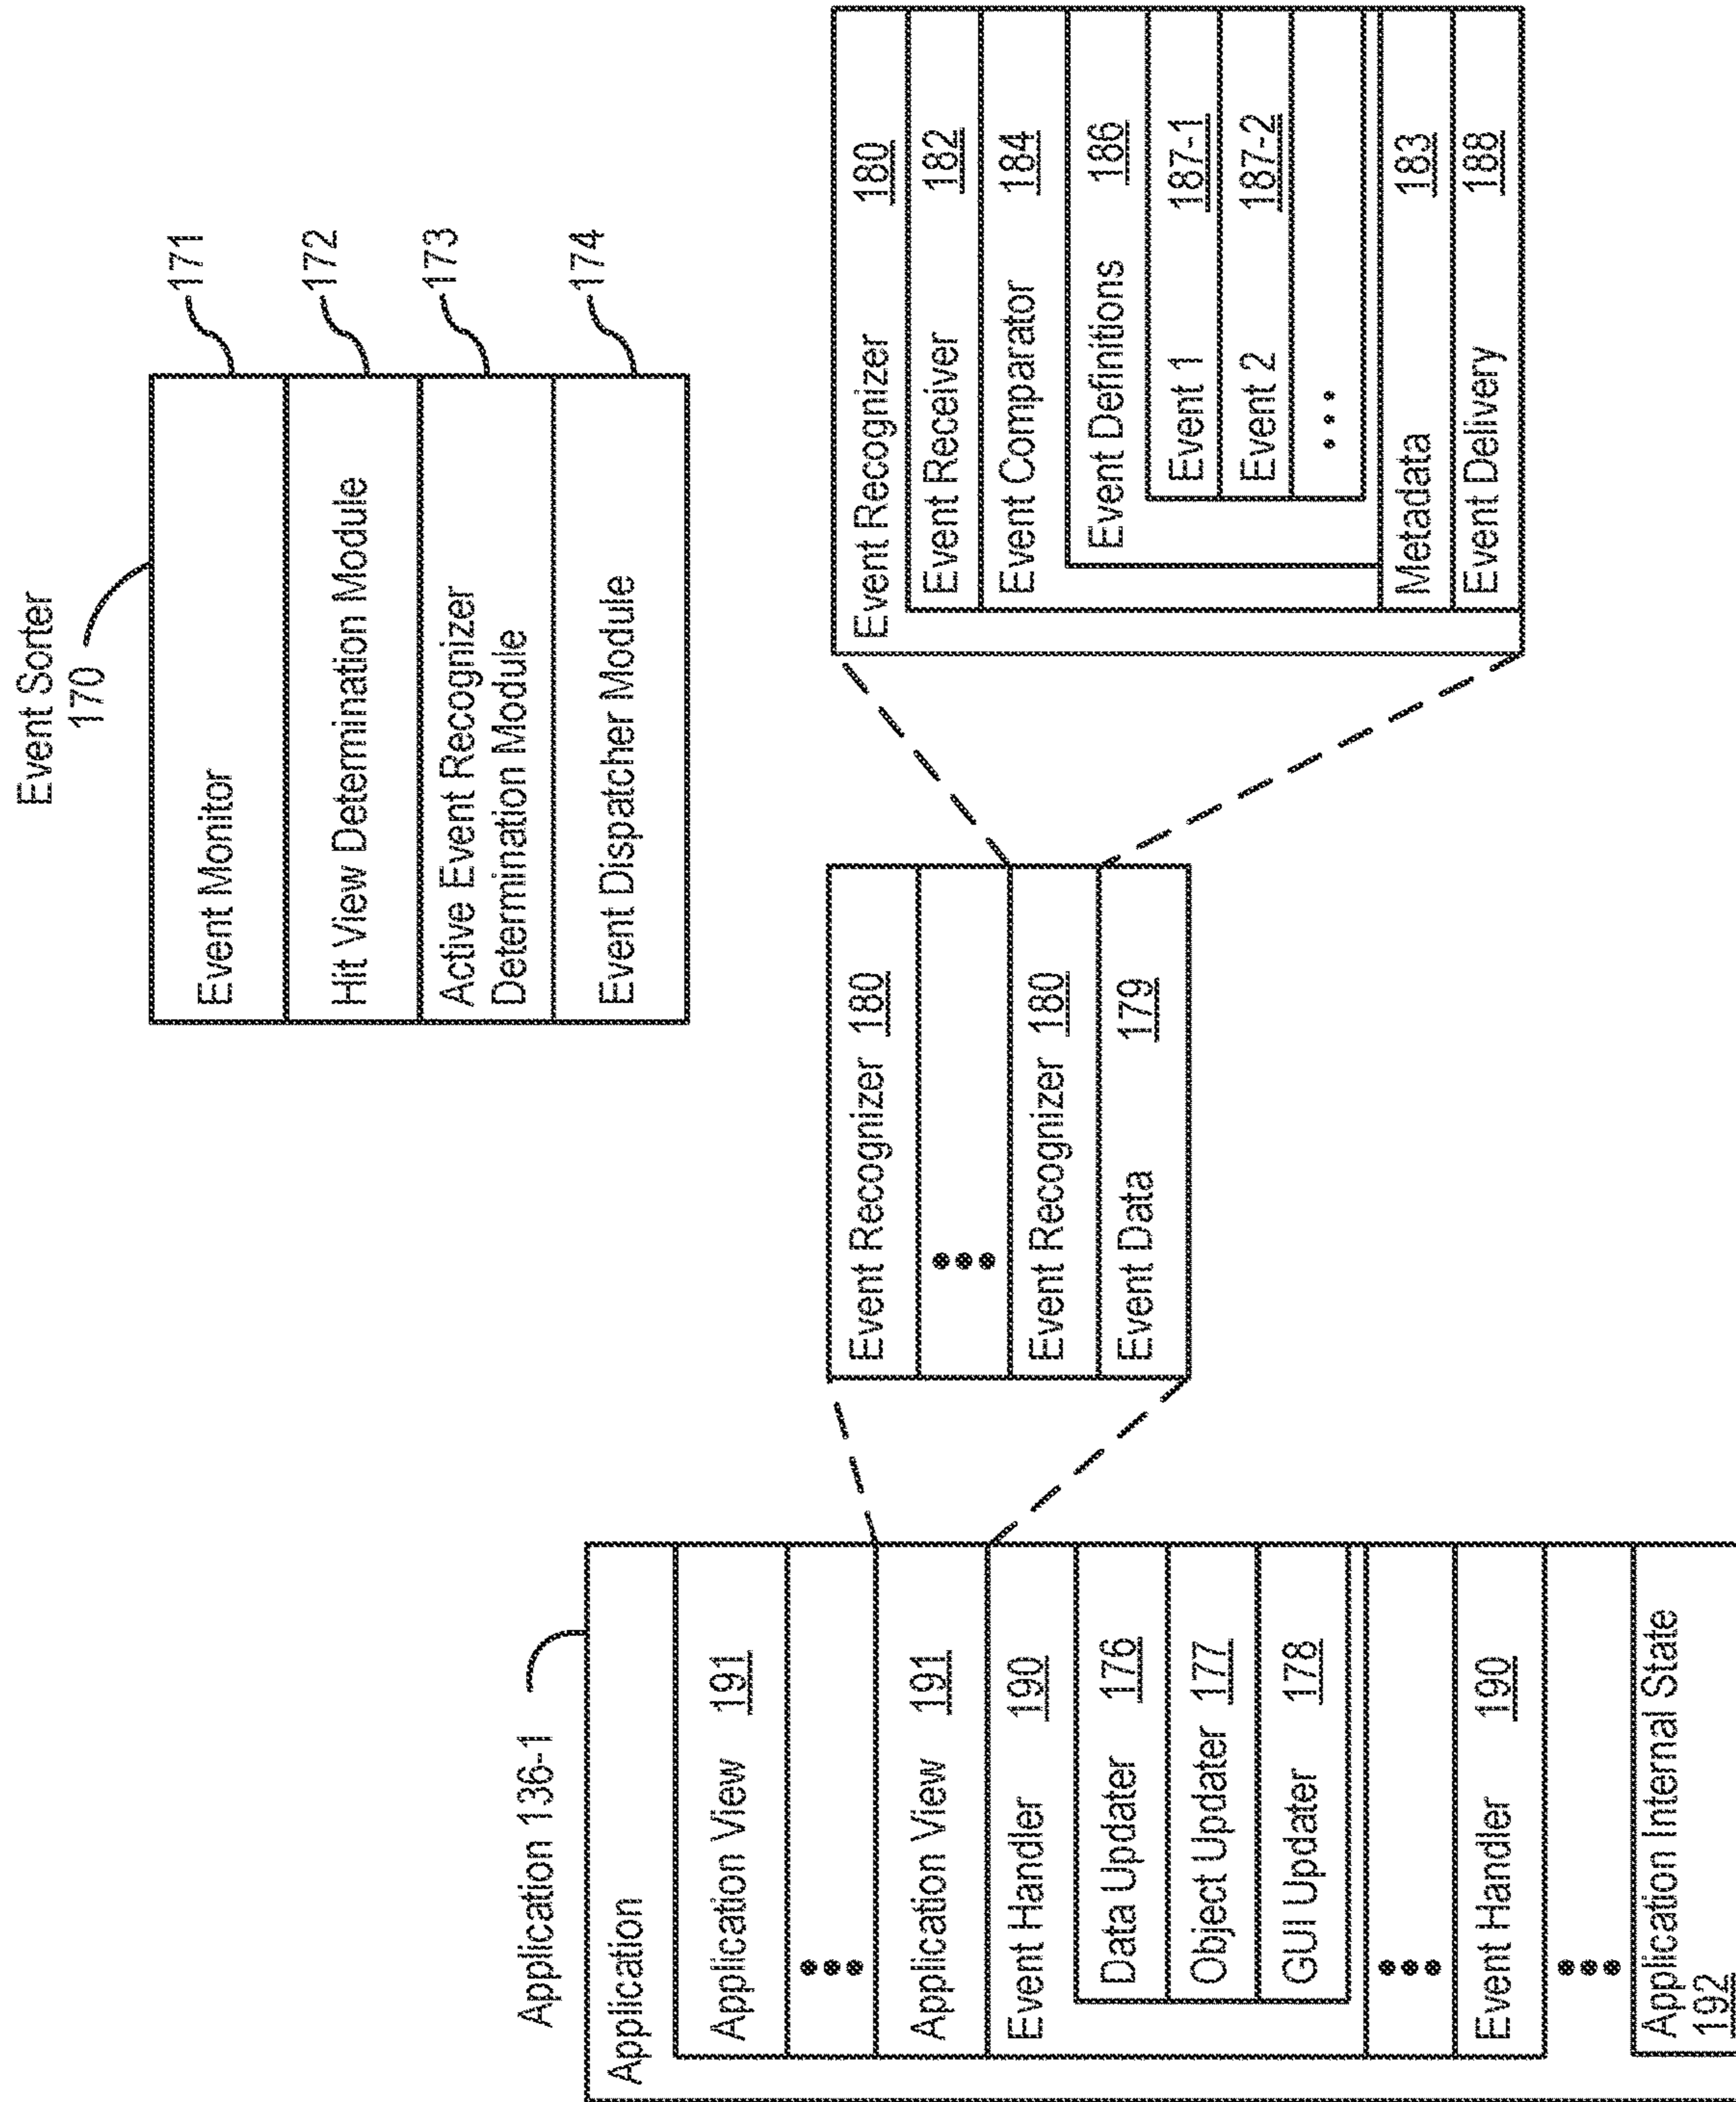 Event Sorter
170
Event Monitor
171
Hit View Determination Module
172
Active Event Recognizer
Determination Module
173
Event Dispatcher Module
174
Application 136-1
Application
Application View 191
•••
Application View 191
Event Handler 190
Data Updater 176
Object Updater 177
GUI Updater 178
•••
Event Handler 190
•••
Application Internal State
192
Event Recognizer 180
•••
Event Recognizer 180
Event Data 179
Event Recognizer 180
Event Receiver 182
Event Comparator 184
Event Definitions 186
Event 1 187-1
Event 2 187-2
•••
Metadata 183
Event Delivery 188